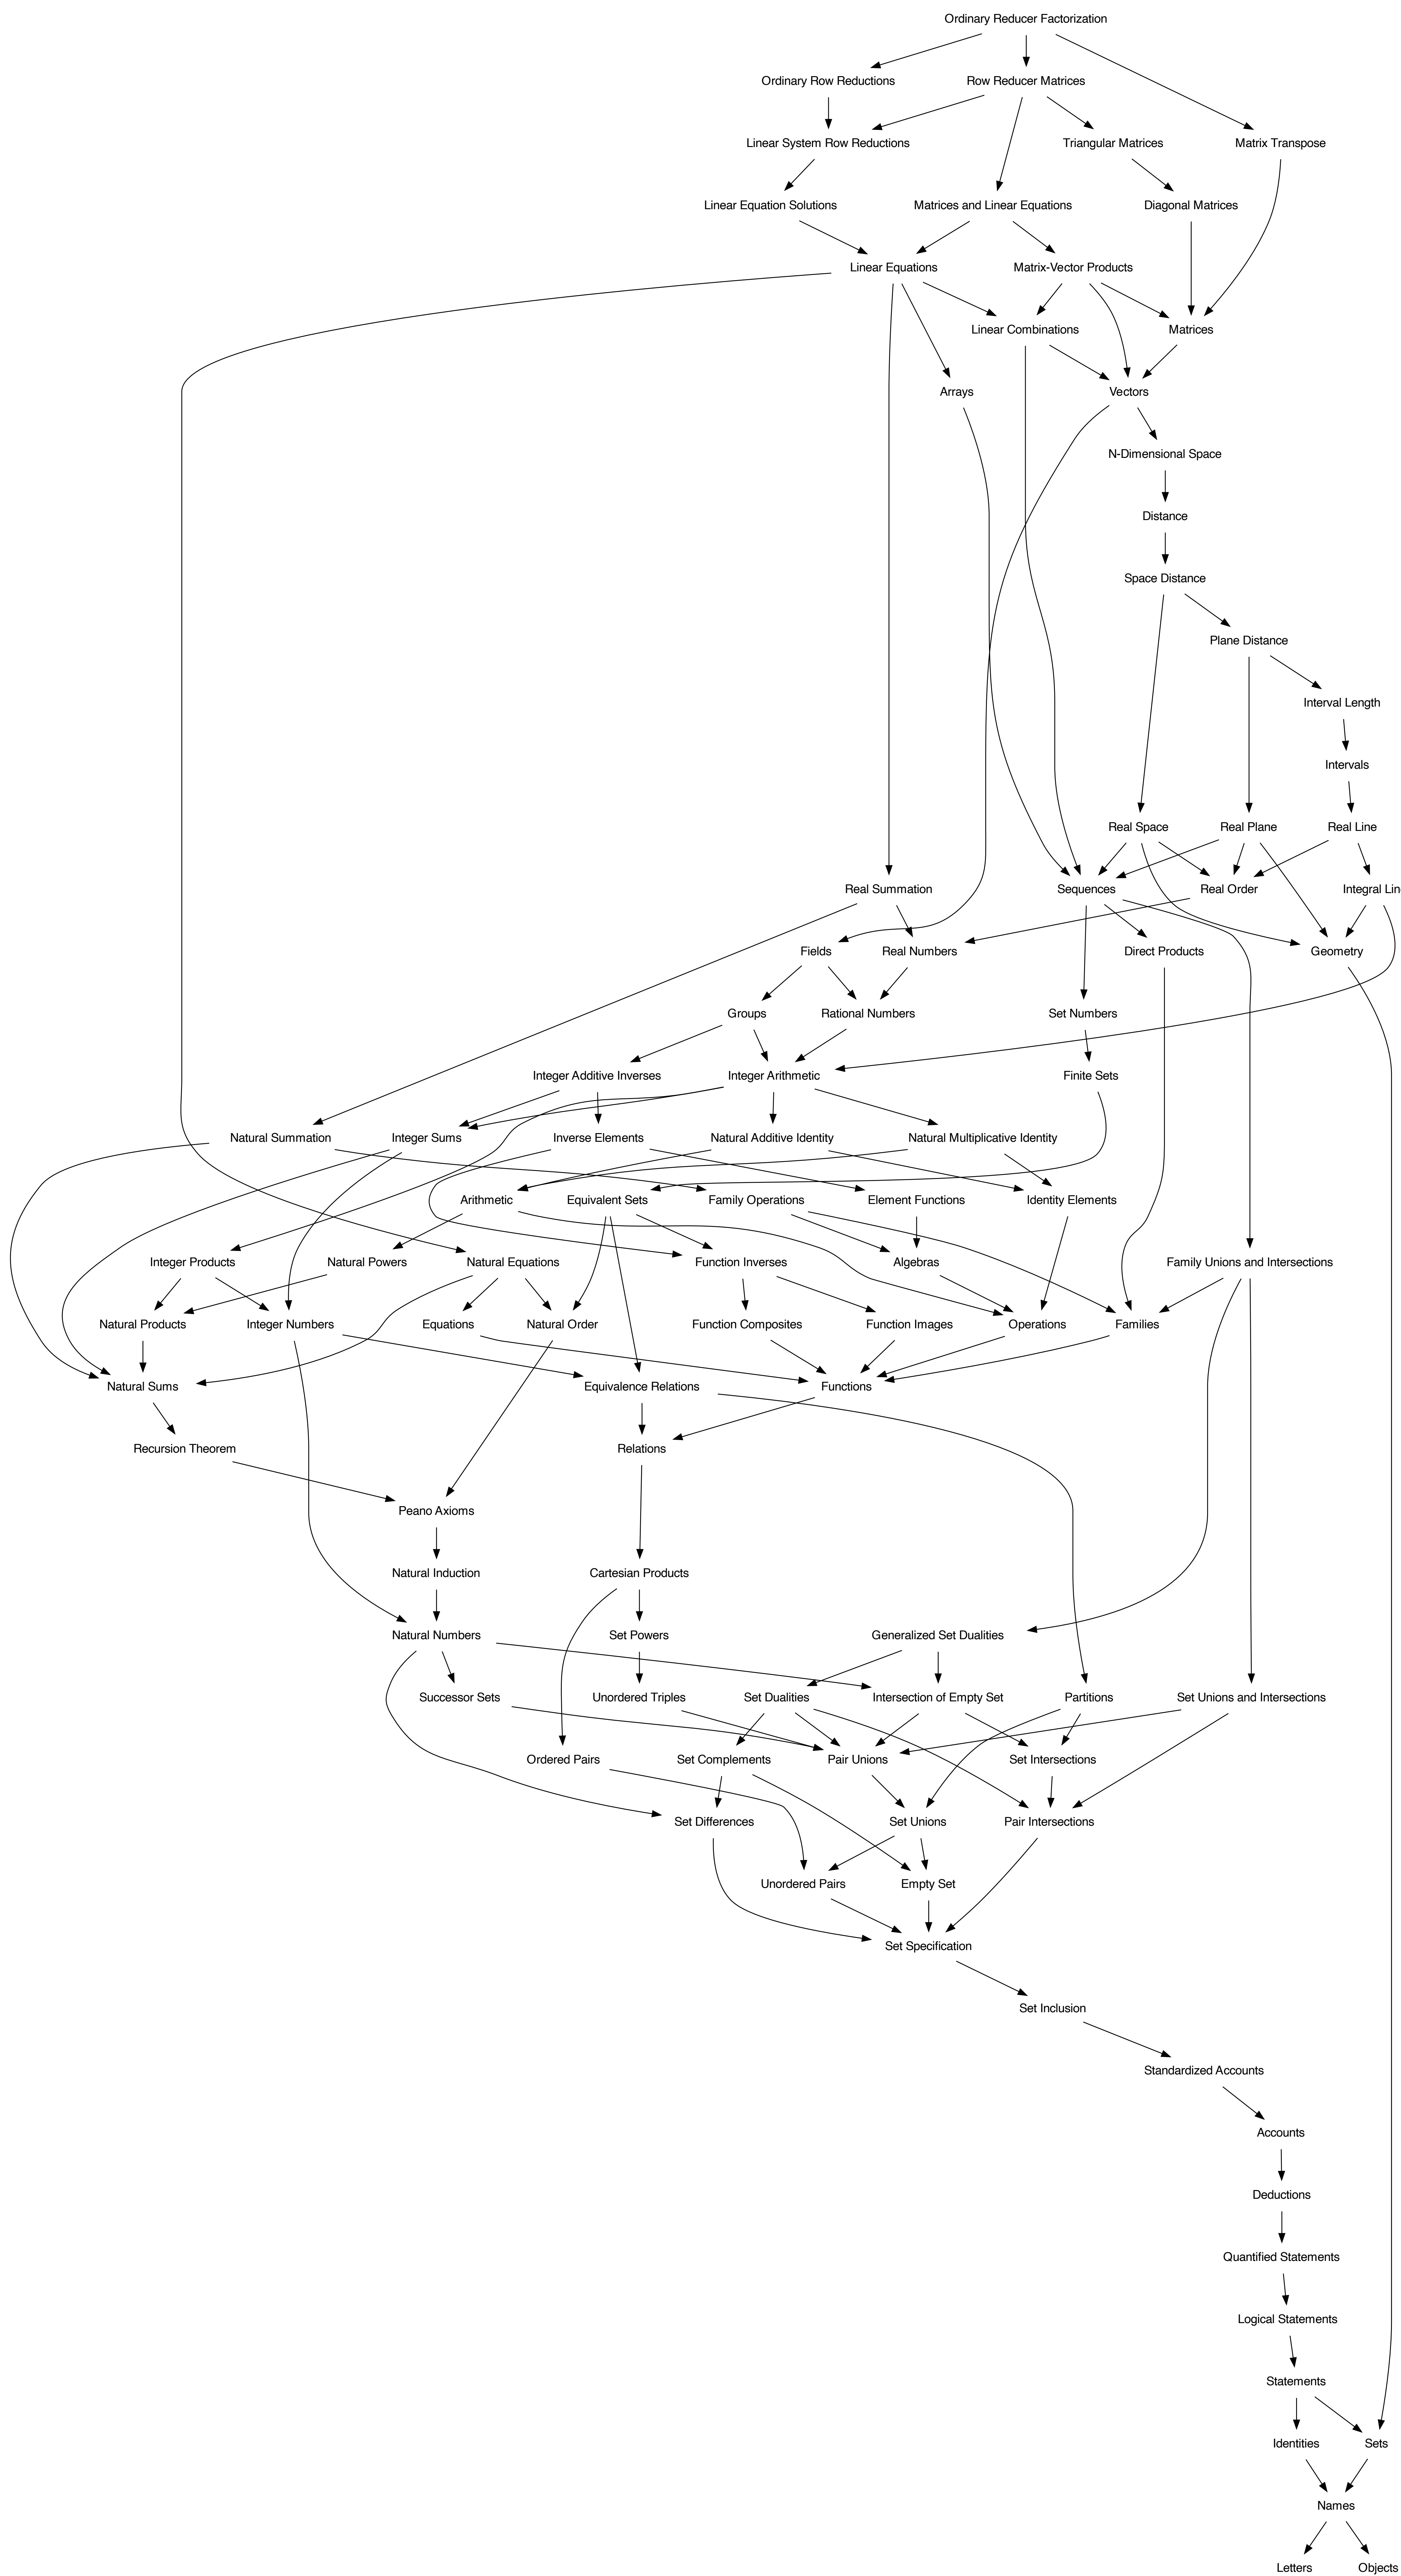 Ordinary Reducer Factorization
Ordinary Row Reductions
Row Reducer Matrices
Linear System Row Reductions
Triangular Matrices
Matrix Transpose
Linear Equation Solutions
Matrices and Linear Equations
Diagonal Matrices
Linear Equations
Matrix-Vector Products
Linear Combinations
Matrices
Arrays
Vectors
N-Dimensional Space
Distance
Space Distance
Plane Distance
Interval Length
Intervals
Real Space
Real Plane
Real Line
Real Summation
Sequences
Real Order
Integral Lin
Fields
Real Numbers
Direct Products
Geometry
Groups
Rational Numbers
Set Numbers
Integer Additive Inverses
Integer Arithmetic
Finite Sets
Natural Summation
Integer Sums
Inverse Elements
Natural Additive Identity
Natural Multiplicative Identity
Arithmetic
Equivalent Sets
Family Operations
Element Functions
Identity Elements
Integer Products
Natural Powers
Natural Equations
Function Inverses
Algebras
Family Unions and Intersections
Natural Products
Integer Numbers
Equations
Natural Order
Function Composites
Function Images
Operations
Families
Natural Sums
Equivalence Relations
Functions
Recursion Theorem
Relations
Peano Axioms
Natural Induction
Cartesian Products
Natural Numbers
Set Powers
Generalized Set Dualities
Successor Sets
Unordered Triples
Set Dualities
Intersection of Empty Set
Partitions
Set Unions and Intersections
Ordered Pairs
Set Complements
Pair Unions
Set Intersections
Set Differences
Set Unions
Pair Intersections
Unordered Pairs
Empty Set
Set Specification
Set Inclusion
Standardized Accounts
Accounts
Deductions
Quantified Statements
Logical Statements
Statements
Identities
Sets
Names
Letters
Objects